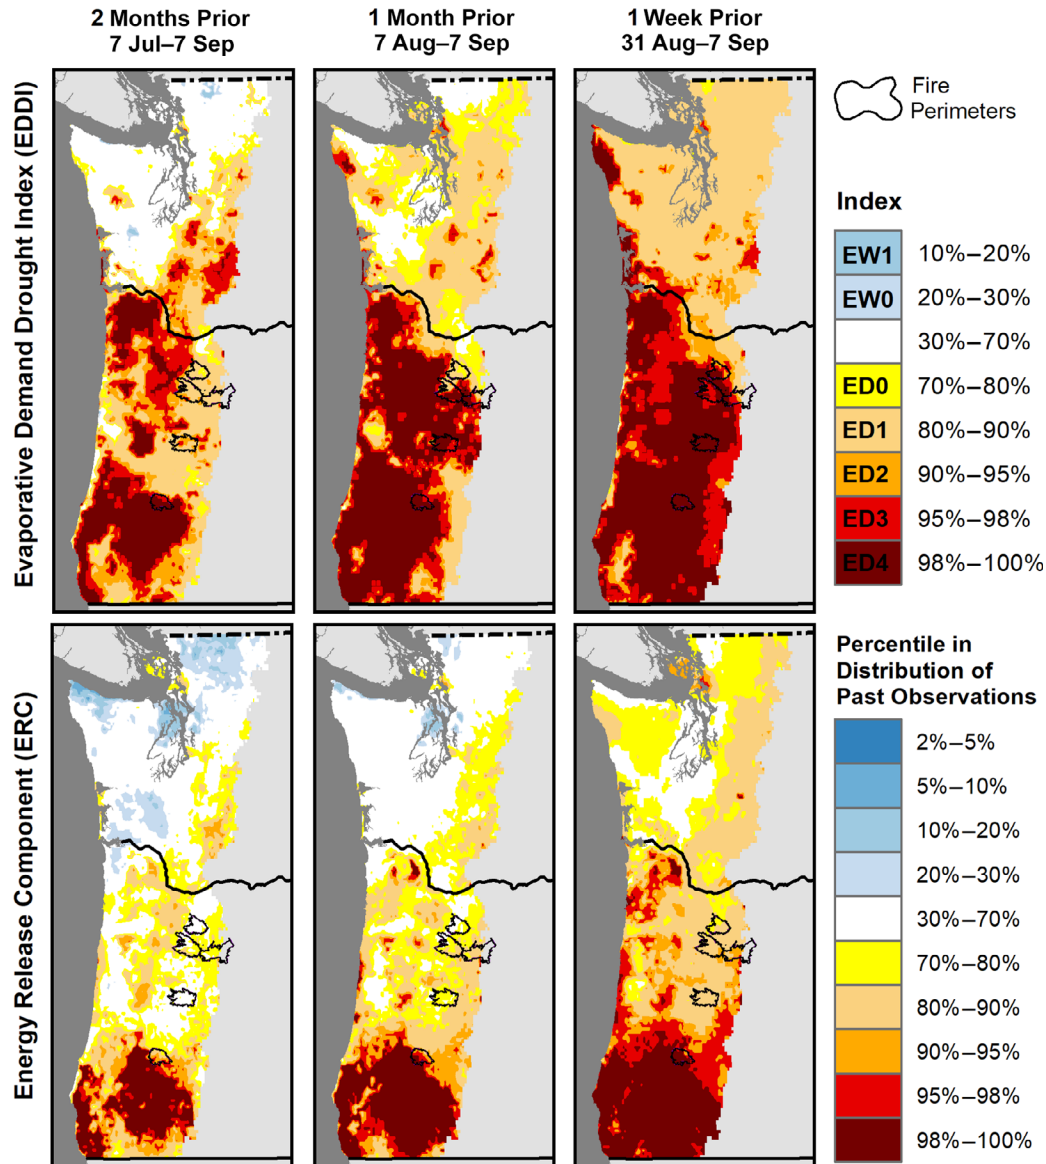 2 Months Prior
7 Jul–7 Sep
1 Month Prior
7 Aug–7 Sep
1 Week Prior
31 Aug–7 Sep
Evaporative Demand Drought Index (EDDI)
Fire
Perimeters
Index
EW1 10%–20%
EW0 20%–30%
30%–70%
ED0 70%–80%
ED1 80%–90%
ED2 90%–95%
ED3 95%–98%
ED4 98%–100%
Energy Release Component (ERC)
Percentile in
Distribution of
Past Observations
2%–5%
5%–10%
10%–20%
20%–30%
30%–70%
70%–80%
80%–90%
90%–95%
95%–98%
98%–100%